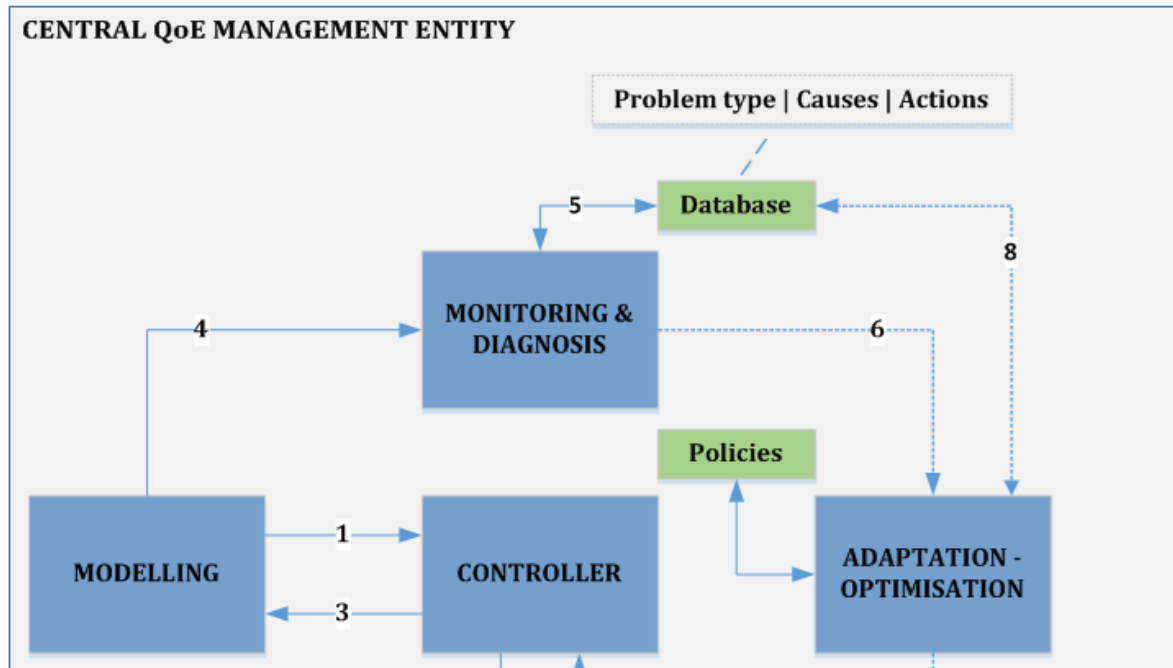 CENTRAL QoE MANAGEMENT ENTITY
Problem type | Causes | Actions
5
Database
8
MONITORING &
DIAGNOSIS
4
6
Policies
1
MODELLING
CONTROLLER
ADAPTATION -
OPTIMISATION
3